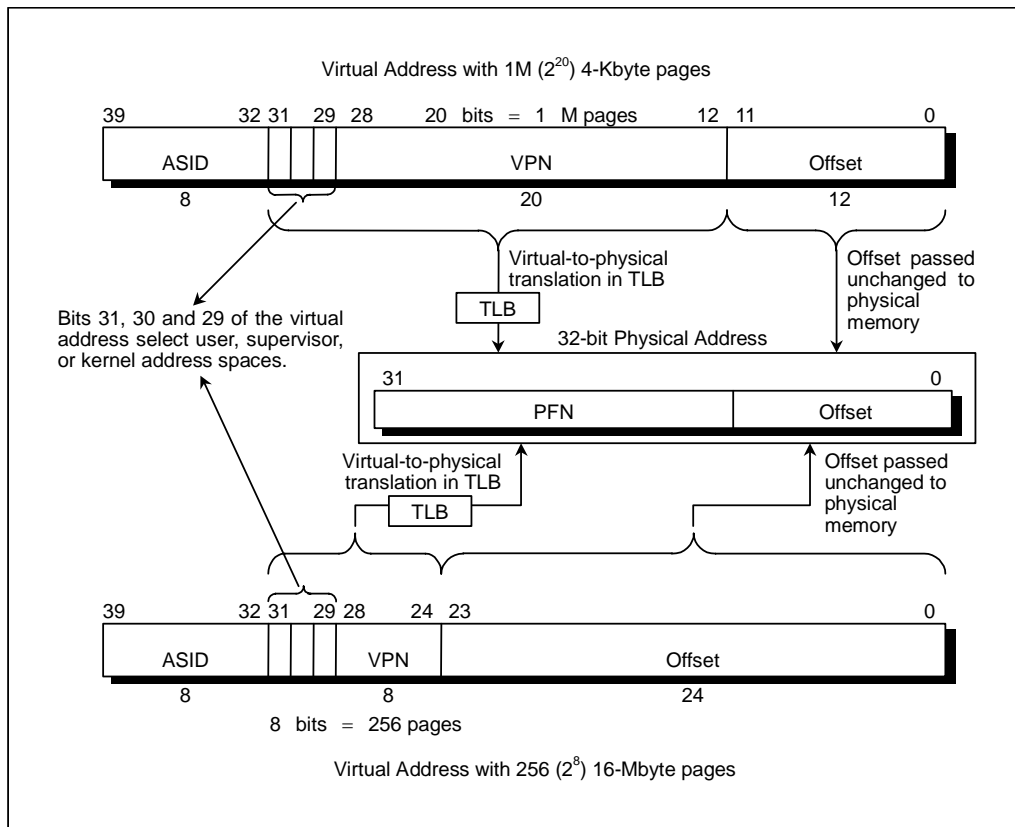 Virtual Address with 1M (2^20) 4-Kbyte pages
39 32 31 29 28 20 bits = 1 M pages 12 11 0
ASID VPN Offset
8 20 12
Virtual-to-physical
translation in TLB
TLB
Offset passed
unchanged to
physical
memory
Bits 31, 30 and 29 of the virtual
address select user, supervisor,
or kernel address spaces.
32-bit Physical Address
31 0
PFN Offset
Virtual-to-physical
translation in TLB
TLB
Offset passed
unchanged to
physical
memory
39 32 31 29 28 24 23 0
ASID VPN Offset
8 8 24
8 bits = 256 pages
Virtual Address with 256 (2^8) 16-Mbyte pages